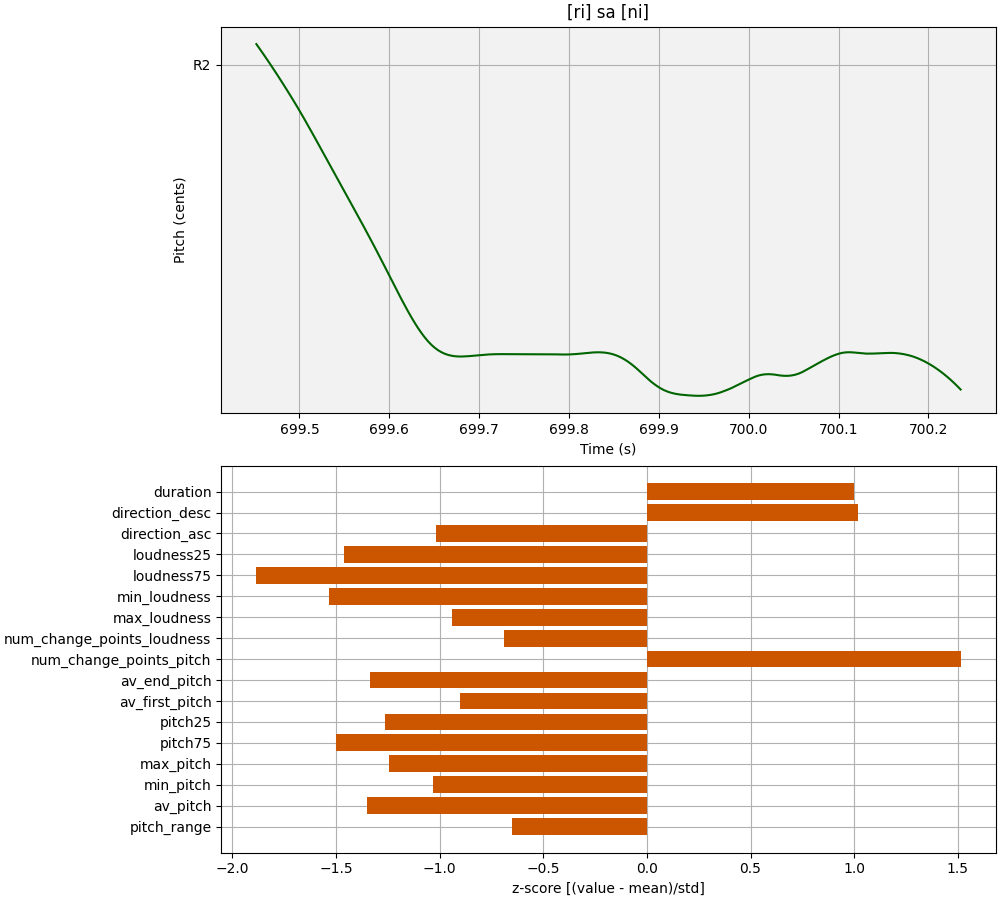 [ri] sa [ni]
R2
Pitch (cents)
699.5 699.6 699.7 699.8 699.9 700.0 700.1 700.2
Time (s)
duration
direction_desc
direction_asc
loudness25
loudness75
min_loudness
max_loudness
num_change_points_loudness
num_change_points_pitch
av_end_pitch
av_first_pitch
pitch25
pitch75
max_pitch
min_pitch
av_pitch
pitch_range
−2.0 −1.5 −1.0 −0.5 0.0 0.5 1.0 1.5
z-score [(value - mean)/std]